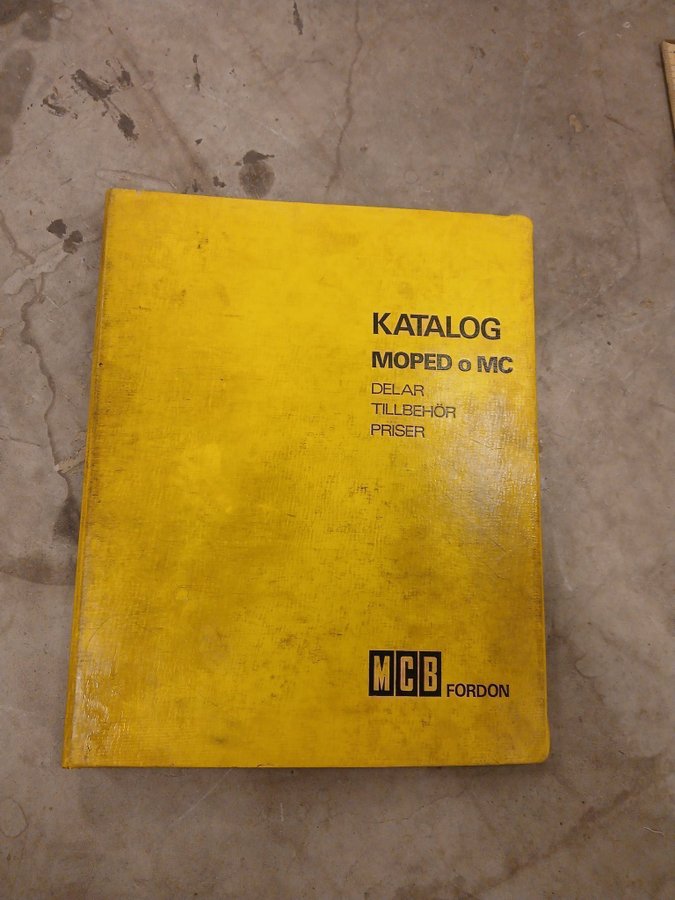 KATALOG
MOPED o MC
DELAR
TILLBEHÖR
PRISER
MCB FORDON